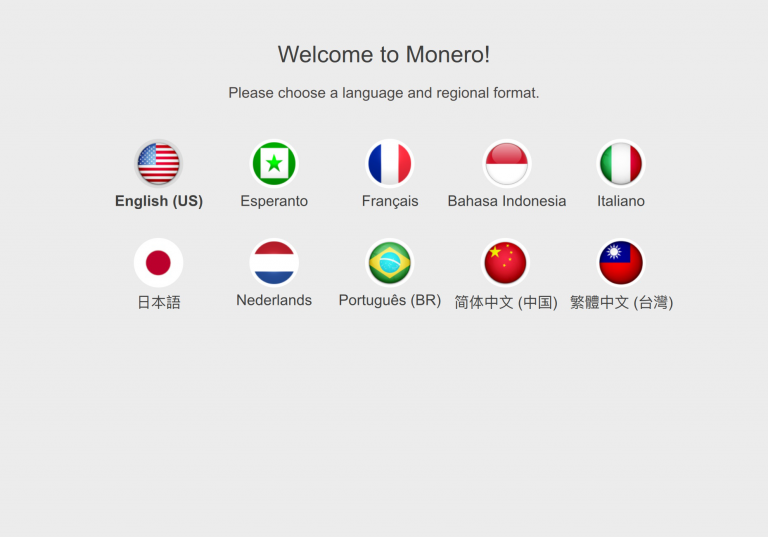 Welcome to Monero!
Please choose a language and regional format.
English (US)
Esperanto
Français
Bahasa Indonesia
Italiano
日本語
Nederlands
Português (BR)
简体中文 (中国)
繁體中文 (台灣)